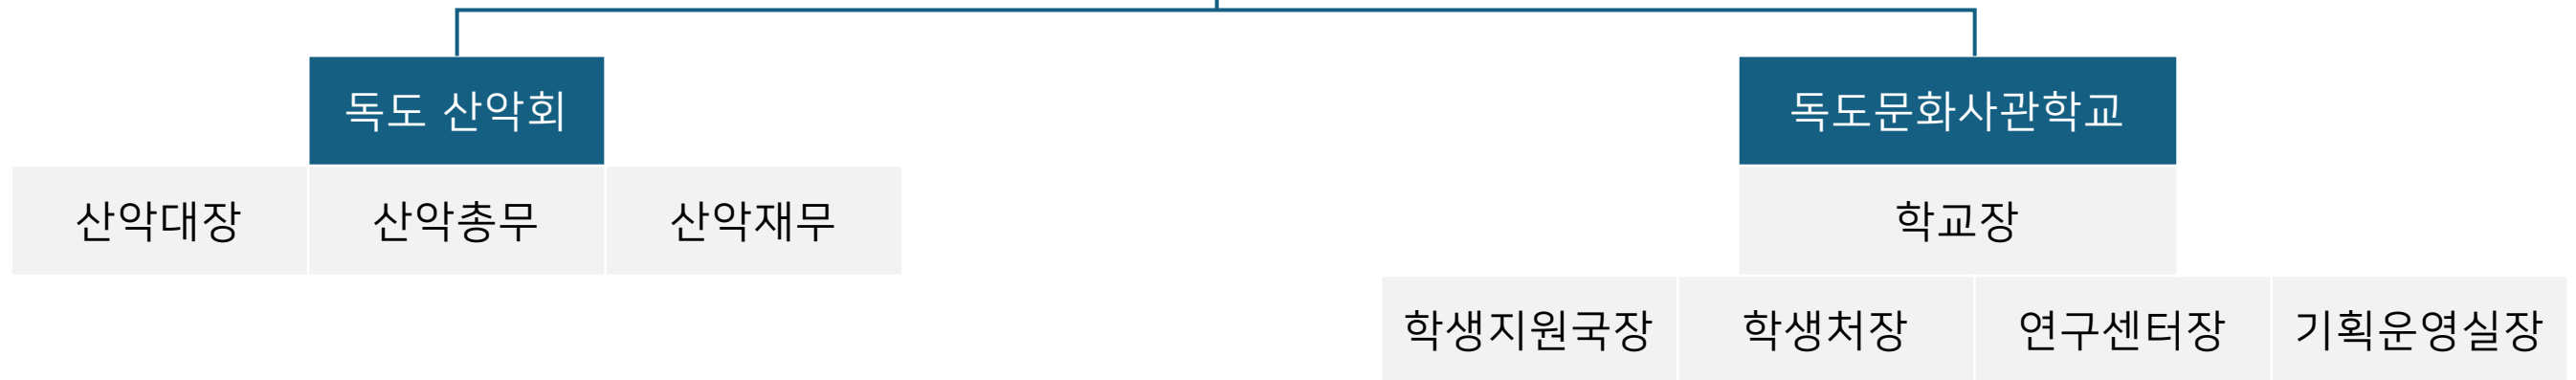 독도 산악회
독도문화사관학교
산악대장 산악총무 산악재무
학교장
학생지원국장 학생처장 연구센터장 기획운영실장